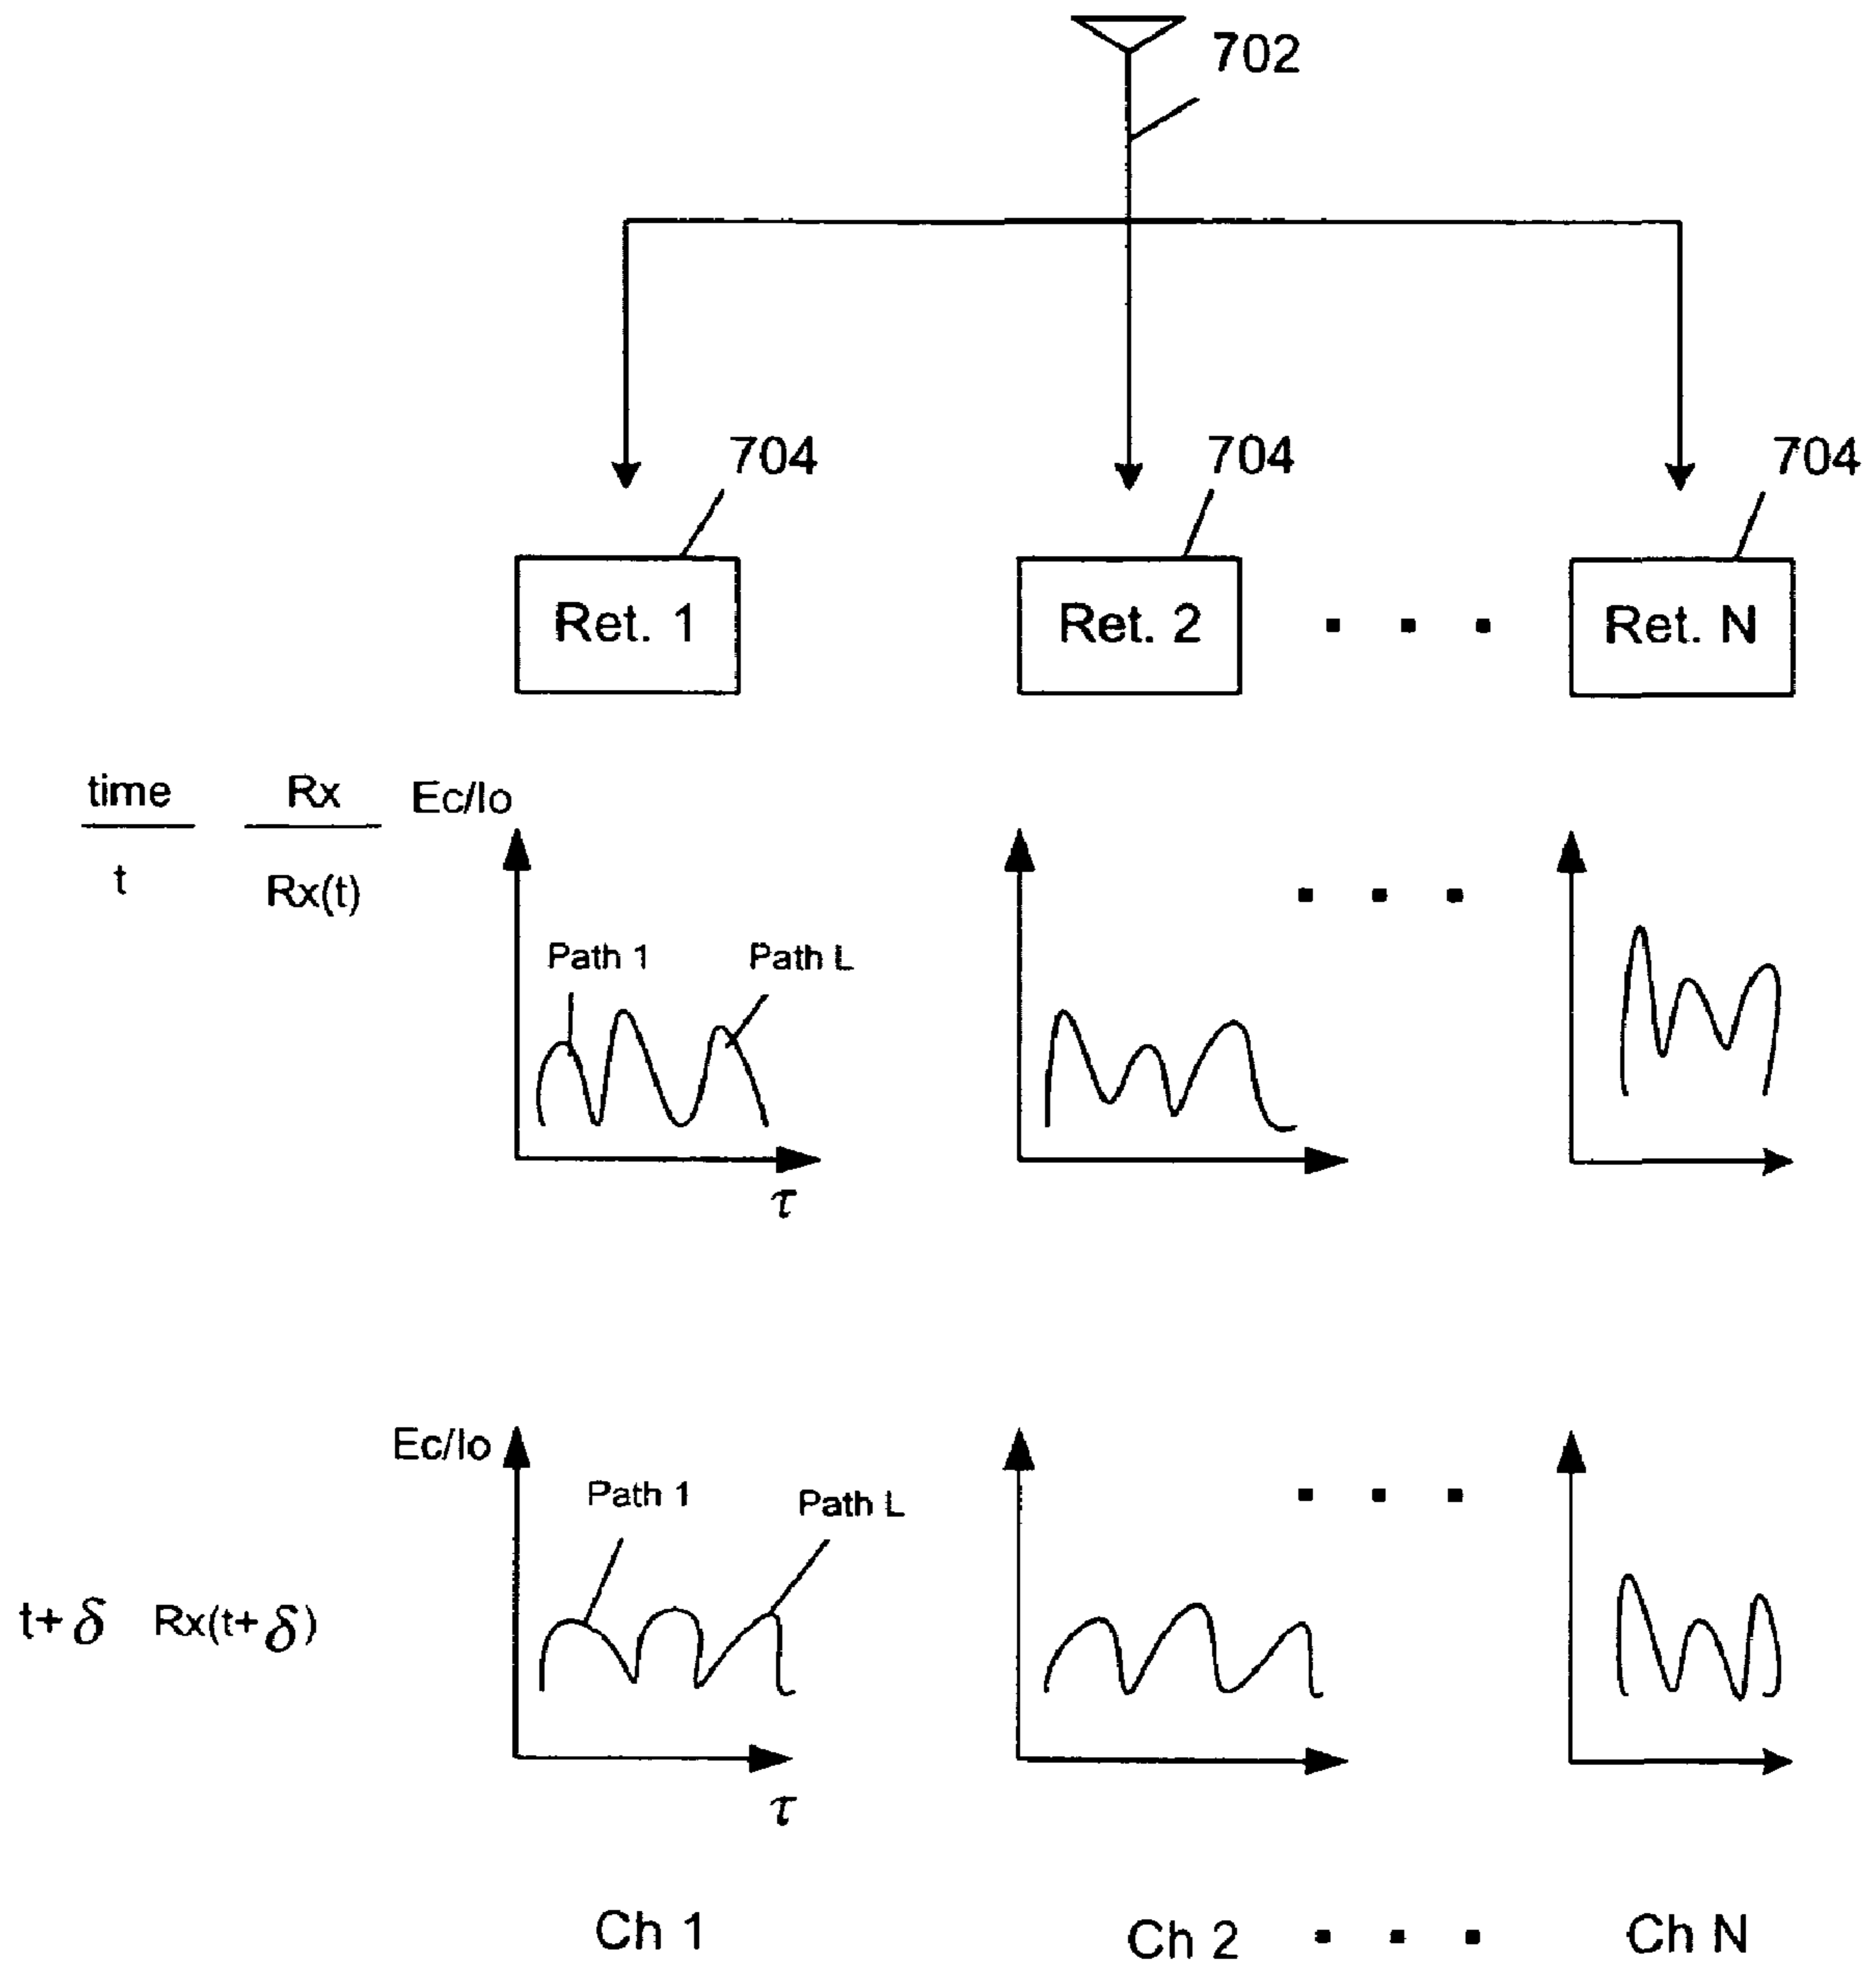 702
704
704
704
Ret. 1
Ret. 2
. . .
Ret. N
time
Rx
Ec/Io
t
Rx(t)
. . .
Path 1
Path L
τ
Ec/Io
Path 1
Path L
. . .
t+δ
Rx(t+δ)
τ
Ch 1
Ch 2
. . .
Ch N